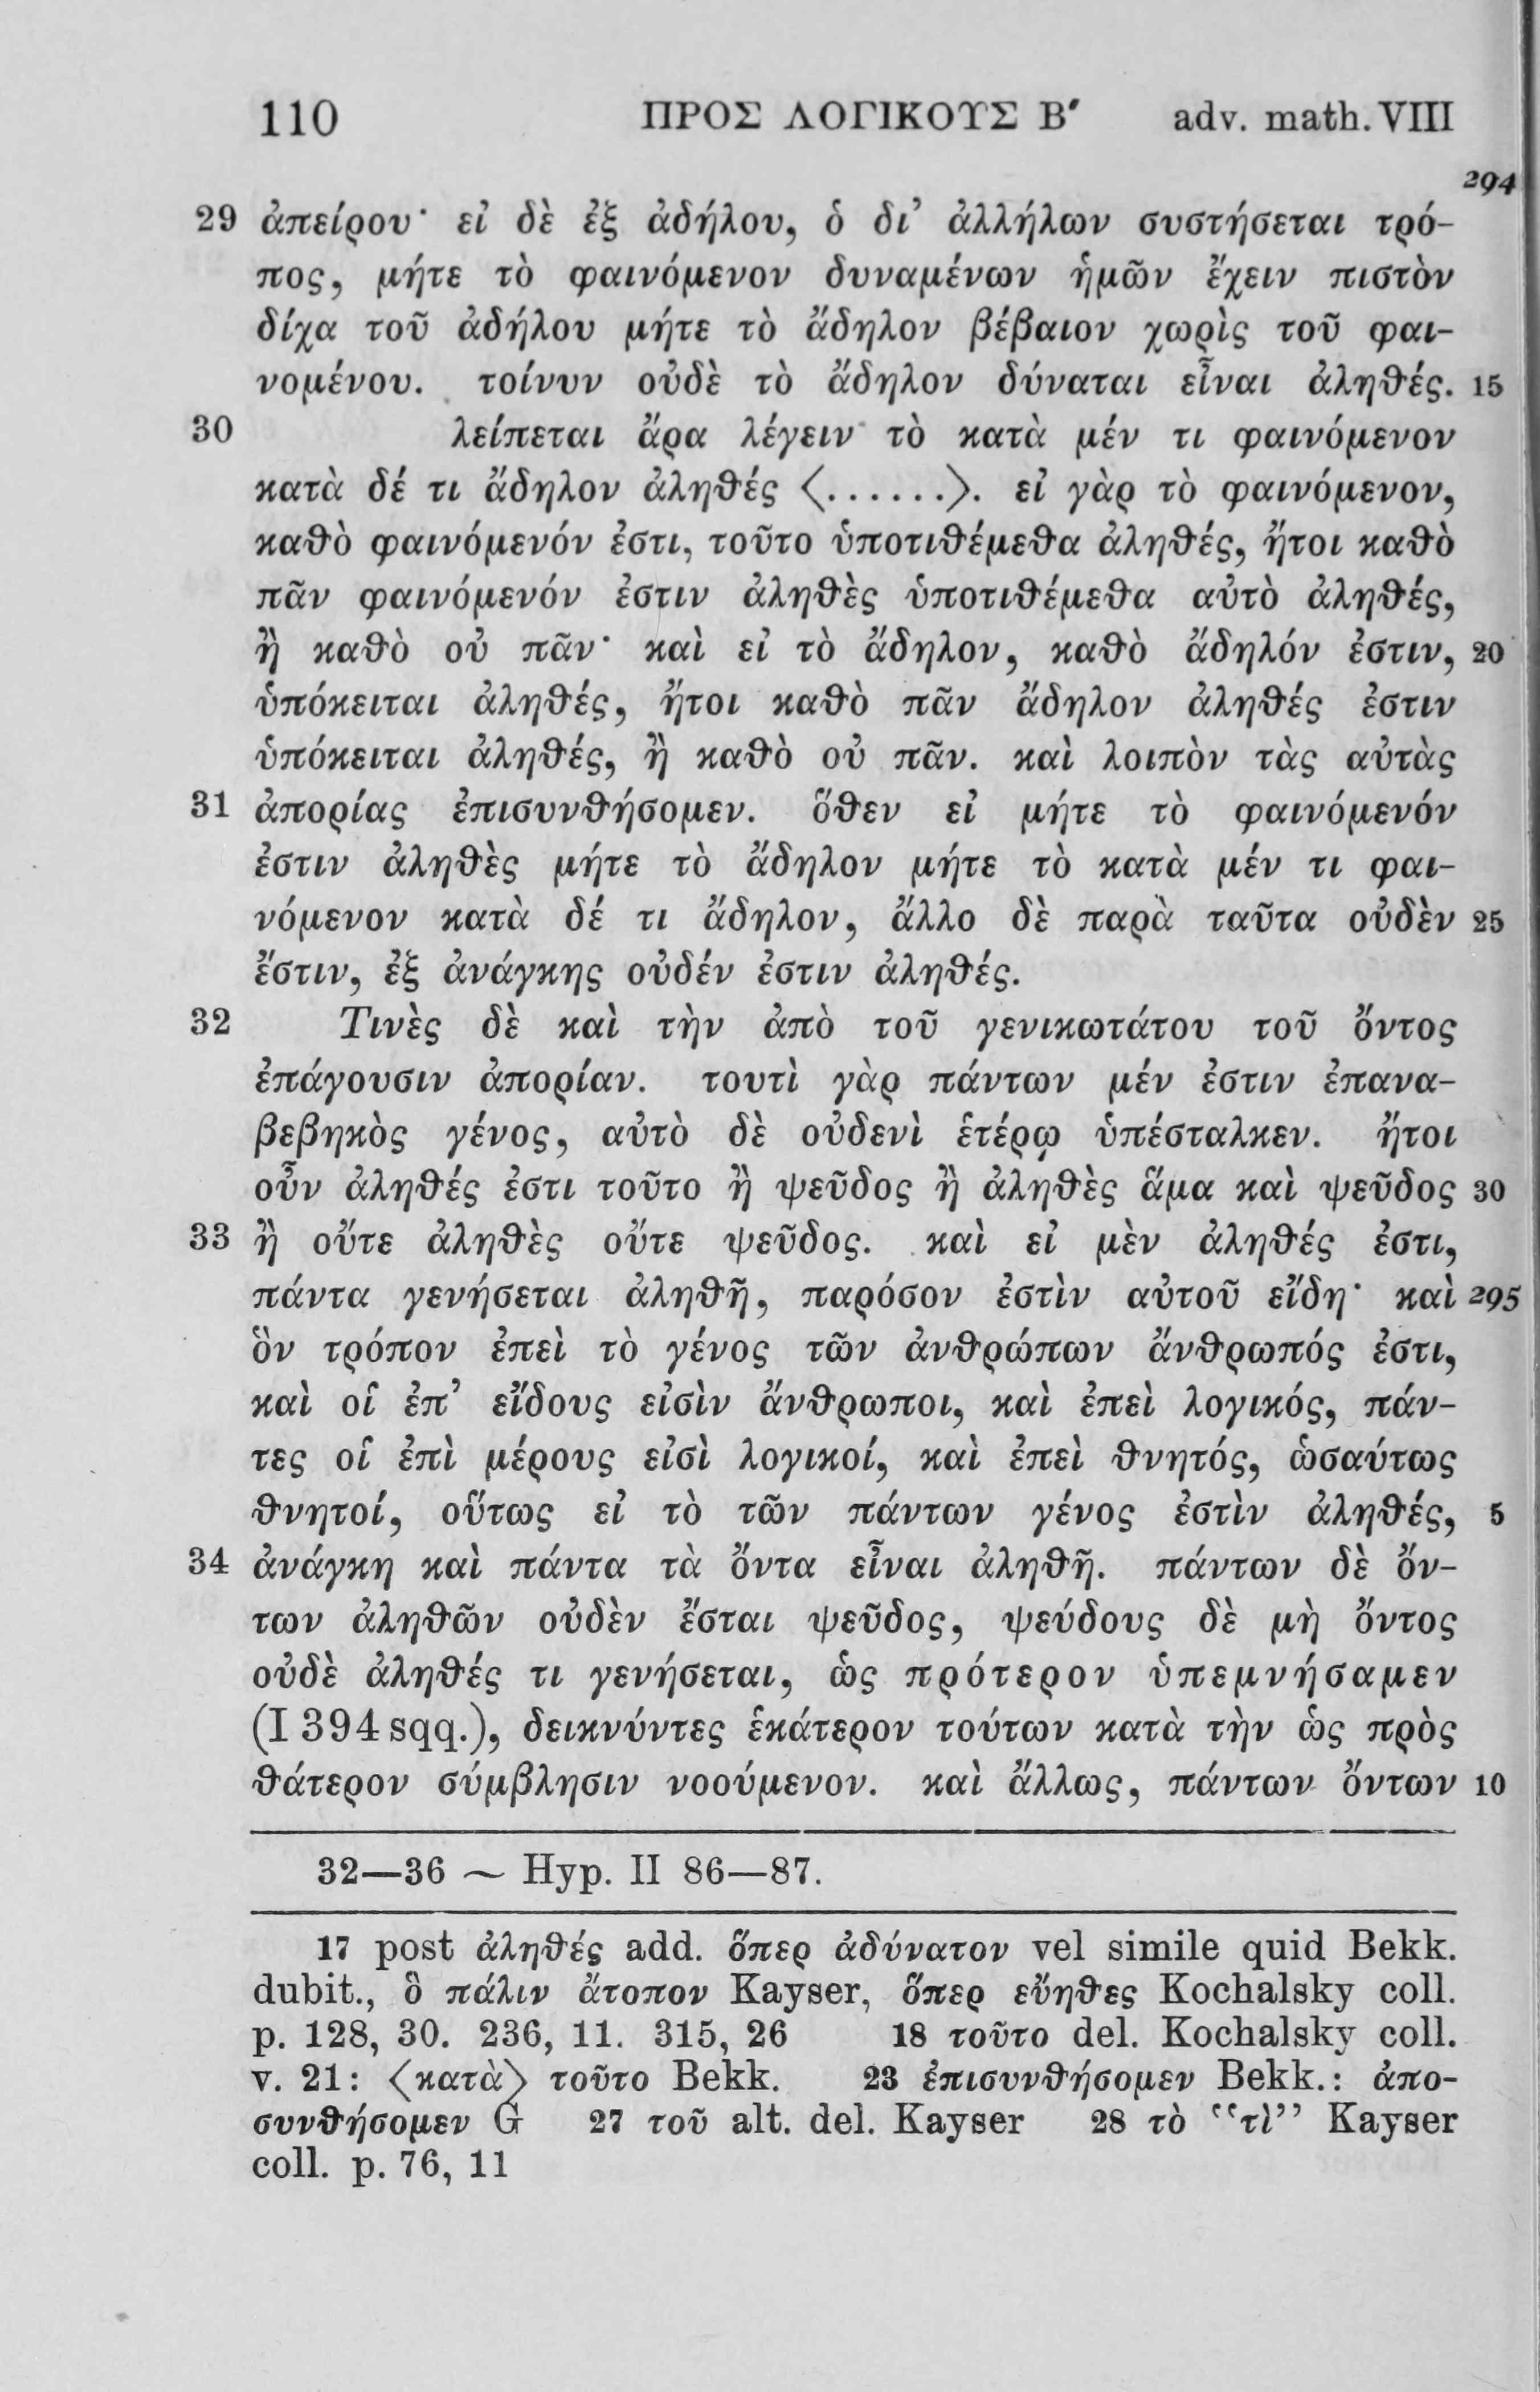 110 ΠΡΟΣ ΛΟΓΙΚΟΥΣ Β′ adv. math. VIII
294
29 ἀπείρου· εἰ δὲ ἐξ ἀδήλου, ὁ δι’ ἀλλήλων συστήσεται τρό-
πος, μήτε τὸ φαινόμενον δυναμένων ἡμῶν ἔχειν πιστὸν
δίχα τοῦ ἀδήλου μήτε τὸ ἄδηλον βέβαιον χωρὶς τοῦ φαι-
νομένου. τοίνυν οὐδὲ τὸ ἄδηλον δύναται εἶναι ἀληθές. 15
30 λείπεται ἄρα λέγειν τὸ κατὰ μέν τι φαινόμενον
κατὰ δέ τι ἄδηλον ἀληθές ⟨......⟩. εἰ γὰρ τὸ φαινόμενον,
καθὸ φαινόμενόν ἐστι, τοῦτο ὑποτιθέμεθα ἀληθές, ἤτοι καθὸ
πᾶν φαινόμενόν ἐστιν ἀληθὲς ὑποτιθέμεθα αὐτὸ ἀληθές,
ἢ καθὸ οὐ πᾶν· καὶ εἰ τὸ ἄδηλον, καθὸ ἄδηλόν ἐστιν, 20
ὑπόκειται ἀληθές, ἤτοι καθὸ πᾶν ἄδηλον ἀληθές ἐστιν
ὑπόκειται ἀληθές, ἢ καθὸ οὐ πᾶν. καὶ λοιπὸν τὰς αὐτὰς
31 ἀπορίας ἐπισυνθήσομεν. ὅθεν εἰ μήτε τὸ φαινόμενόν
ἐστιν ἀληθὲς μήτε τὸ ἄδηλον μήτε τὸ κατὰ μέν τι φαι-
νόμενον κατὰ δέ τι ἄδηλον, ἄλλο δὲ παρὰ ταῦτα οὐδὲν 25
ἔστιν, ἐξ ἀνάγκης οὐδέν ἐστιν ἀληθές.
32 Τινὲς δὲ καὶ τὴν ἀπὸ τοῦ γενικωτάτου τοῦ ὄντος
ἐπάγουσιν ἀπορίαν. τουτὶ γὰρ πάντων μέν ἐστιν ἐπανα-
βεβηκὸς γένος, αὐτὸ δὲ οὐδενὶ ἑτέρῳ ὑπέσταλκεν. ἤτοι
οὖν ἀληθές ἐστι τοῦτο ἢ ψεῦδος ἢ ἀληθὲς ἅμα καὶ ψεῦδος 30
33 ἢ οὔτε ἀληθὲς οὔτε ψεῦδος. καὶ εἰ μὲν ἀληθές ἐστι,
πάντα γενήσεται ἀληθῆ, παρόσον ἐστὶν αὐτοῦ εἴδη· καὶ 295
ὃν τρόπον ἐπεὶ τὸ γένος τῶν ἀνθρώπων ἄνθρωπός ἐστι,
καὶ οἱ ἐπ’ εἴδους εἰσὶν ἄνθρωποι, καὶ ἐπεὶ λογικός, πάν-
τες οἱ ἐπὶ μέρους εἰσὶ λογικοί, καὶ ἐπεὶ θνητός, ὡσαύτως
θνητοί, οὕτως εἰ τὸ τῶν πάντων γένος ἐστὶν ἀληθές, 5
34 ἀνάγκη καὶ πάντα τὰ ὄντα εἶναι ἀληθῆ. πάντων δὲ ὄν-
των ἀληθῶν οὐδὲν ἔσται ψεῦδος, ψεύδους δὲ μὴ ὄντος
οὐδὲ ἀληθές τι γενήσεται, ὡς πρότερον ὑπεμνήσαμεν
(I 394 sqq.), δεικνύντες ἑκάτερον τούτων κατὰ τὴν ὡς πρὸς
θάτερον σύμβλησιν νοούμενον. καὶ ἄλλως, πάντων ὄντων 10
32—36 ~ Hyp. II 86—87.
17 post ἀληθές add. ὅπερ ἀδύνατον vel simile quid Bekk.
dubit., ὃ πάλιν ἄτοπον Kayser, ὅπερ εὔηθες Kochalsky coll.
p. 128, 30. 236, 11. 315, 26 18 τοῦτο del. Kochalsky coll.
v. 21: ⟨κατὰ⟩ τοῦτο Bekk. 23 ἐπισυνθήσομεν Bekk.: ἀπο-
συνθήσομεν G 27 τοῦ alt. del. Kayser 28 τὸ “τὶ” Kayser
coll. p. 76, 11